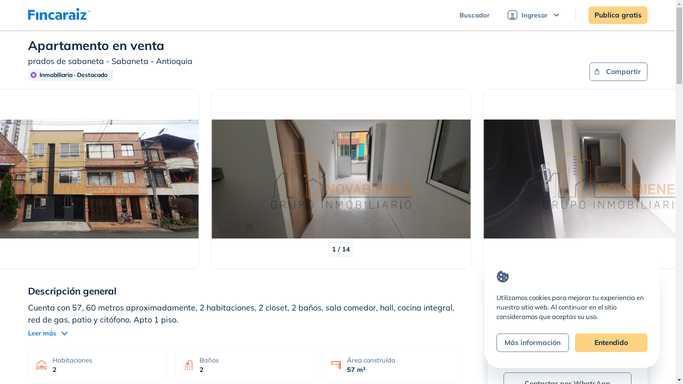 Fincaraiz
Buscador
Ingresar
Publica gratis
Apartamento en venta
prados de sabaneta - Sabaneta - Antioquia
Inmobiliaria · Destacado
Compartir
GRUPO INMOBILIARIO
1 / 14
Descripción general
Cuenta con 57, 60 metros aproximadamente, 2 habitaciones, 2 closet, 2 baños, sala comedor, hall, cocina integral,
red de gas, patio y citófono. Apto 1 piso.
Leer más
Habitaciones
2
Baños
2
Área construida
57 m²
Utilizamos cookies para mejorar tu experiencia en
nuestro sitio web. Al continuar en el sitio
consideramos que aceptas su uso.
Más información
Entendido
Contactar por WhatsApp